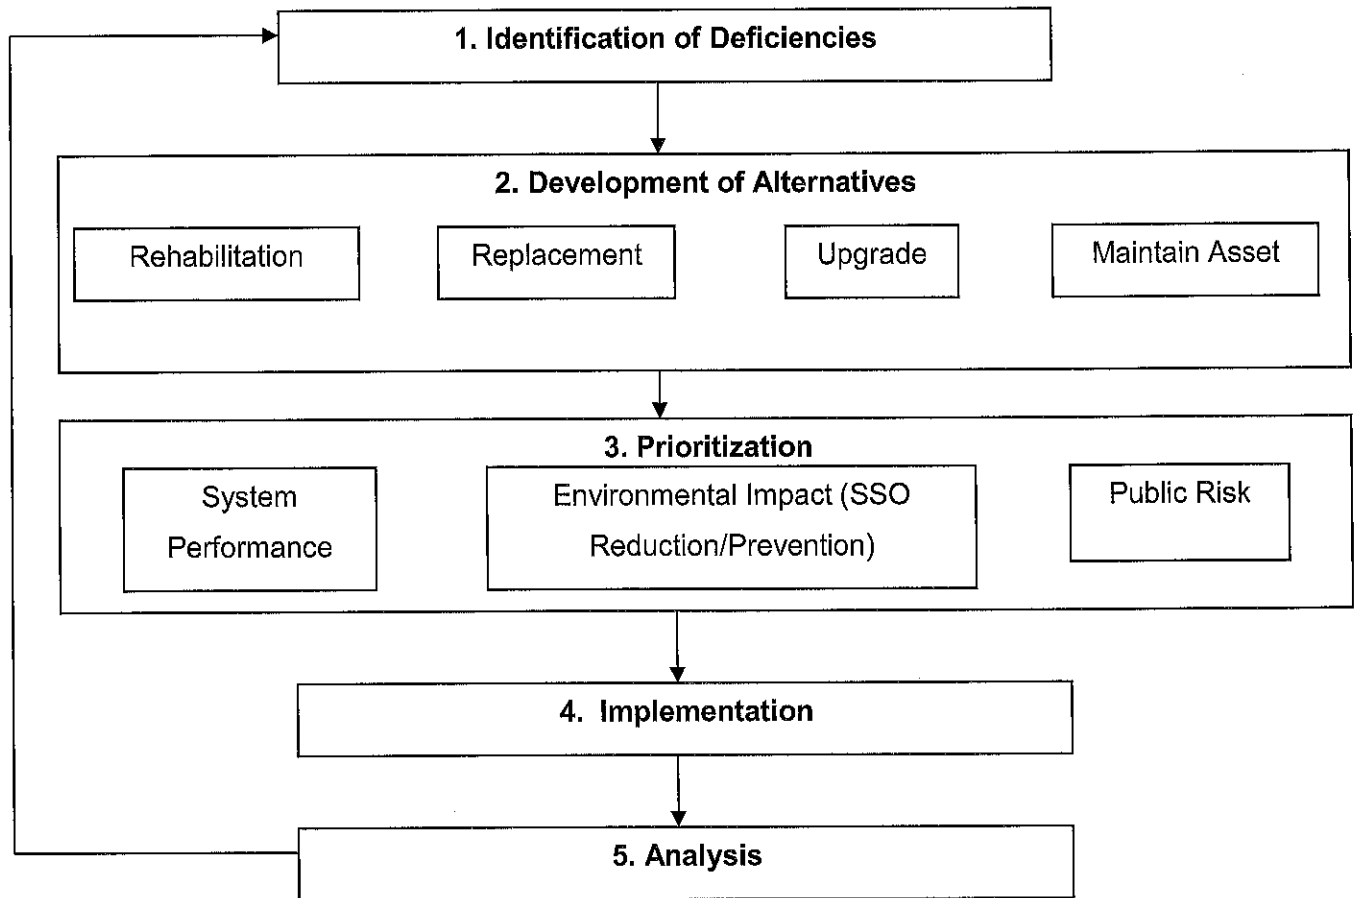 1. Identification of Deficiencies
2. Development of Alternatives
Rehabilitation
Replacement
Upgrade
Maintain Asset
3. Prioritization
System
Performance
Environmental Impact (SSO
Reduction/Prevention)
Public Risk
4. Implementation
5. Analysis